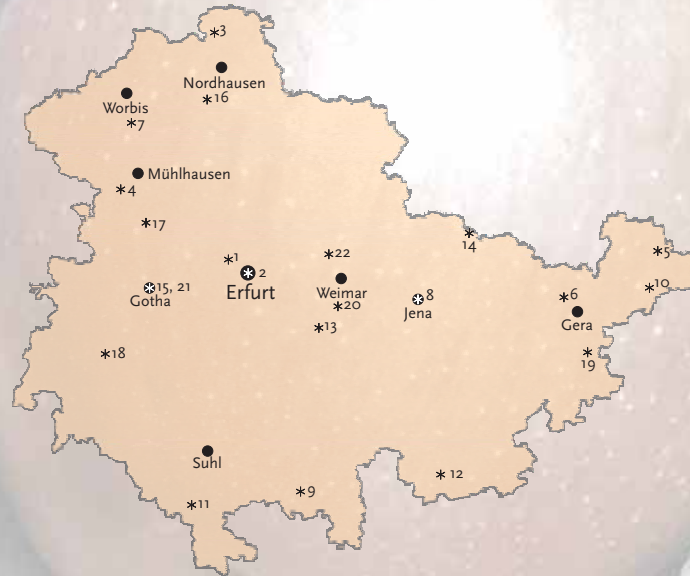 *3
Nordhausen
*16
Worbis
*7
Mühlhausen
*4
*17
*1
*22
14
*5
2
Erfurt
*15, 21
Gotha
Weimar
*20
8
Jena
*6
*10
Gera
*13
*18
19
Suhl
*12
*9
*11